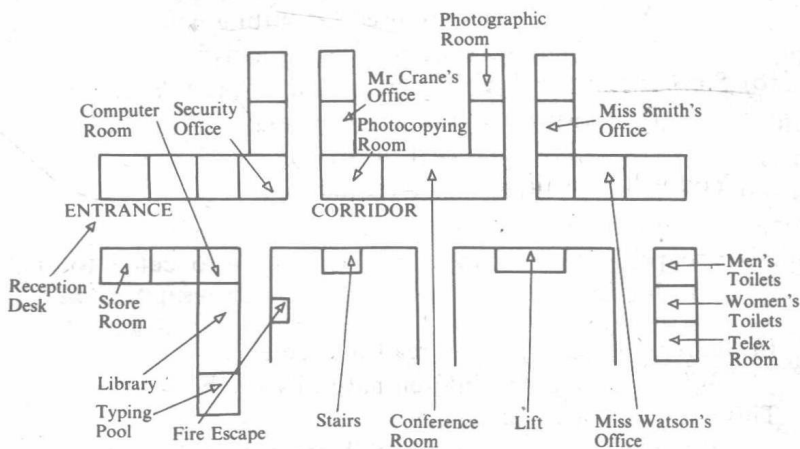 Photographic
Room
Mr Crane's
Office
Computer
Room
Security
Office
Photocopying
Room
Miss Smith's
Office
ENTRANCE
CORRIDOR
Reception
Desk
Store
Room
Men's
Toilets
Women's
Toilets
Telex
Room
Library
Typing
Pool
Fire Escape
Stairs
Conference
Room
Lift
Miss Watson's
Office